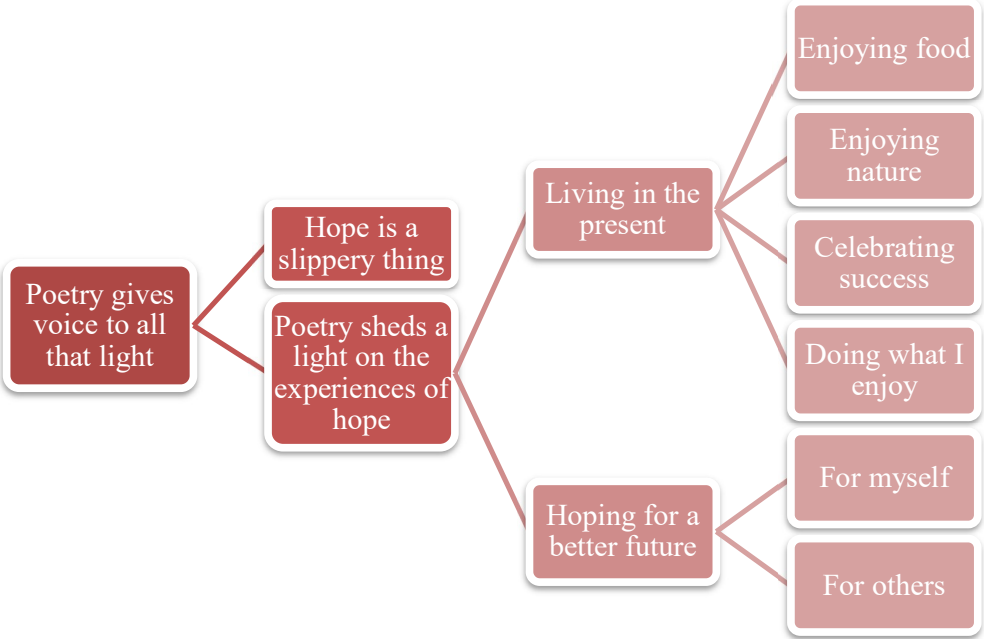 Poetry gives
voice to all
that light
Hope is a
slippery thing
Poetry sheds a
light on the
experiences of
hope
Living in the
present
Enjoying food
Enjoying
nature
Celebrating
success
Doing what I
enjoy
Hoping for a
better future
For myself
For others